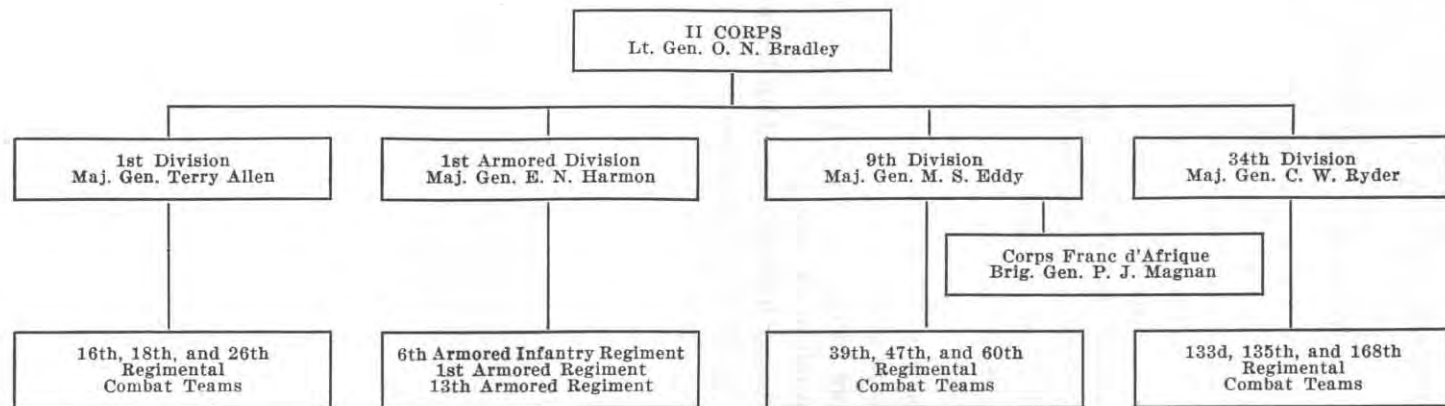 II CORPS
Lt. Gen. O. N. Bradley
1st Division
Maj. Gen. Terry Allen
1st Armored Division
Maj. Gen. E. N. Harmon
9th Division
Maj. Gen. M. S. Eddy
34th Division
Maj. Gen. C. W. Ryder
Corps Franc d'Afrique
Brig. Gen. P. J. Magnan
16th, 18th, and 26th
Regimental
Combat Teams
6th Armored Infantry Regiment
1st Armored Regiment
13th Armored Regiment
39th, 47th, and 60th
Regimental
Combat Teams
133d, 135th, and 168th
Regimental
Combat Teams